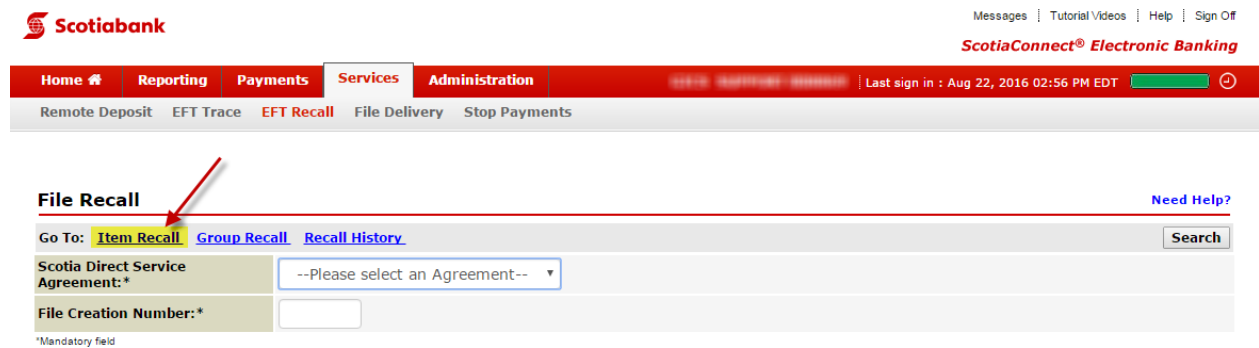 Scotiabank
Messages Tutorial Videos Help Sign Off
ScotiaConnect® Electronic Banking
Home Reporting Payments Services Administration
Last sign in : Aug 22, 2016 02:56 PM EDT
Remote Deposit EFT Trace EFT Recall File Delivery Stop Payments
File Recall
Need Help?
Go To: Item Recall Group Recall Recall History
Search
Scotia Direct Service
Agreement:*
--Please select an Agreement--
File Creation Number:*
*Mandatory field